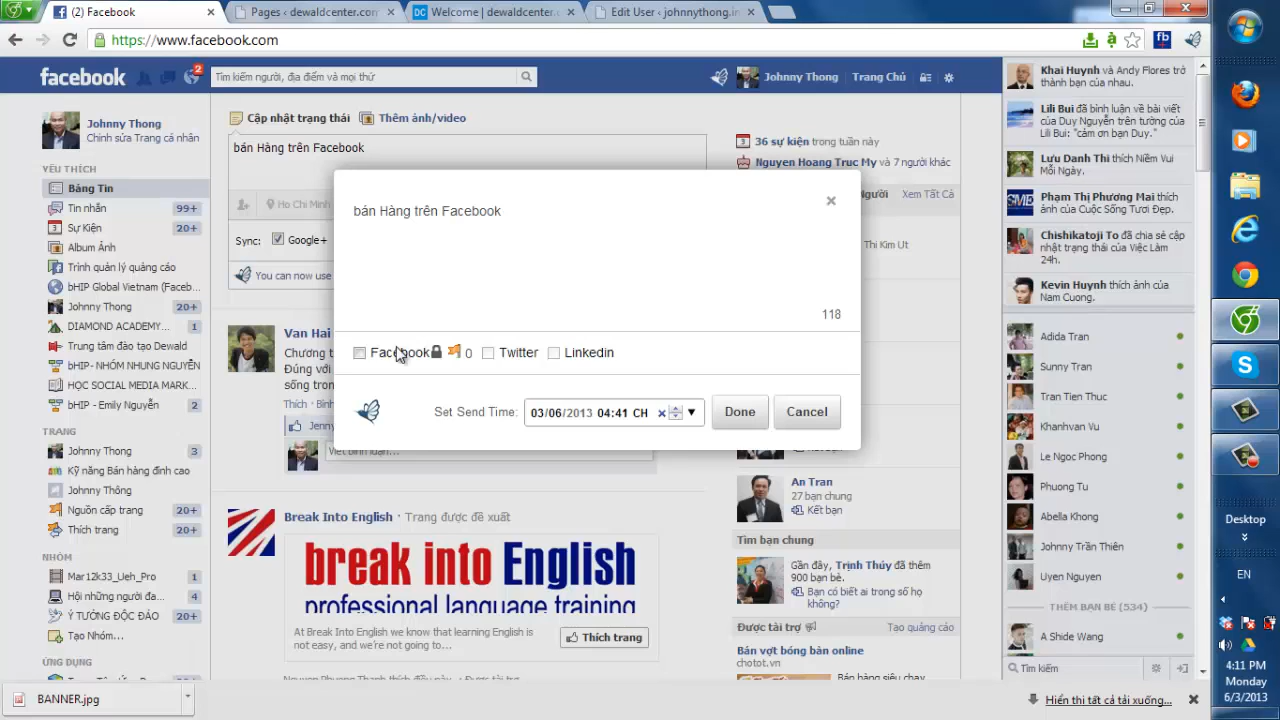 (2) Facebook
Pages ‹ dewaldcenter.com
Welcome | dewaldcenter.com
Edit User ‹ johnnythong.in
https://www.facebook.com
facebook
2
Tìm kiếm người, địa điểm và mọi thứ
Johnny Thong
Trang Chủ
Johnny Thong
Chỉnh sửa Trang cá nhân
YÊU THÍCH
Bảng Tin
Tin nhắn 99+
Sự Kiện 20+
Album Ảnh
Trình quản lý quảng cáo
bHIP Global Vietnam (Faceb...
Johnny Thong 20+
DIAMOND ACADEMY... 20+
Trung tâm đào tạo Dewald
bHIP- NHÓM NHUNG NGUYỄN
HỌC SOCIAL MEDIA MARK...
bHIP - Emily Nguyễn 2
TRANG
Johnny Thong 3
Kỹ năng Bán hàng đỉnh cao
Johnny Thông
Nguồn cấp trang 20+
Thích trang 20+
NHÓM
Mar12k33_Ueh_Pro 1
Hội những người đa... 4
Ý TƯỞNG ĐỘC ĐÁO 20+
Tạo Nhóm...
ỨNG DỤNG
Cập nhật trạng thái
Thêm ảnh/video
bán Hàng trên Facebook
Ho Chi Minh
Sync: Google+
You can now use
bán Hàng trên Facebook
×
118
Facebook 0 Twitter Linkedin
Set Send Time: 03/06/2013 04:41 CH
Done
Cancel
Van Hai
Chương t
Đúng với
sống tron
Thích · Bìn
Jenny
Viết bình luận...
Break Into English · Trang được đề xuất
break into English
professional language training
At Break Into English we know that learning English is
not easy, and we're not going to...
Thích trang
36 sự kiện trong tuần này
Nguyen Hoang Truc My và 7 người khác
Người
Xem Tất Cả
Thi Kim Ut
An Tran
27 bạn chung
Kết bạn
Tìm bạn chung
Gần đây, Trịnh Thúy đã thêm
900 bạn bè.
Bạn có biết ai trong số họ
không?
Được tài trợ
Tạo quảng cáo
Bán vợt bóng bàn online
chotot.vn
Bán hàng siêu chạy
Khai Huynh và Andy Flores trở
thành bạn của nhau.
Lili Bui đã bình luận về bài viết
của Duy Nguyên trên tường của
Lili Bui: "cảm ơn bạn Duy."
Lưu Danh Thi thích Niềm Vui
Mỗi Ngày.
Phạm Thị Phương Mai thích
ảnh của Cuộc Sống Tươi Đẹp.
Chishikatoji To đã chia sẻ cập
nhật trạng thái của Việc Làm
24h.
Kevin Huynh thích ảnh của
Nam Cuong.
Adida Tran
Sunny Tran
Tran Tien Thuc
Khanhvan Vu
Le Ngoc Phong
Phuong Tu
Abella Khong
Johnny Trần Thiên
Uyen Nguyen
THÊM BẠN BÈ (534)
A Shide Wang
Tìm kiếm
Desktop
EN
4:11 PM
Monday
6/3/2013
BANNER.jpg
Hiển thị tất cả tải xuống...